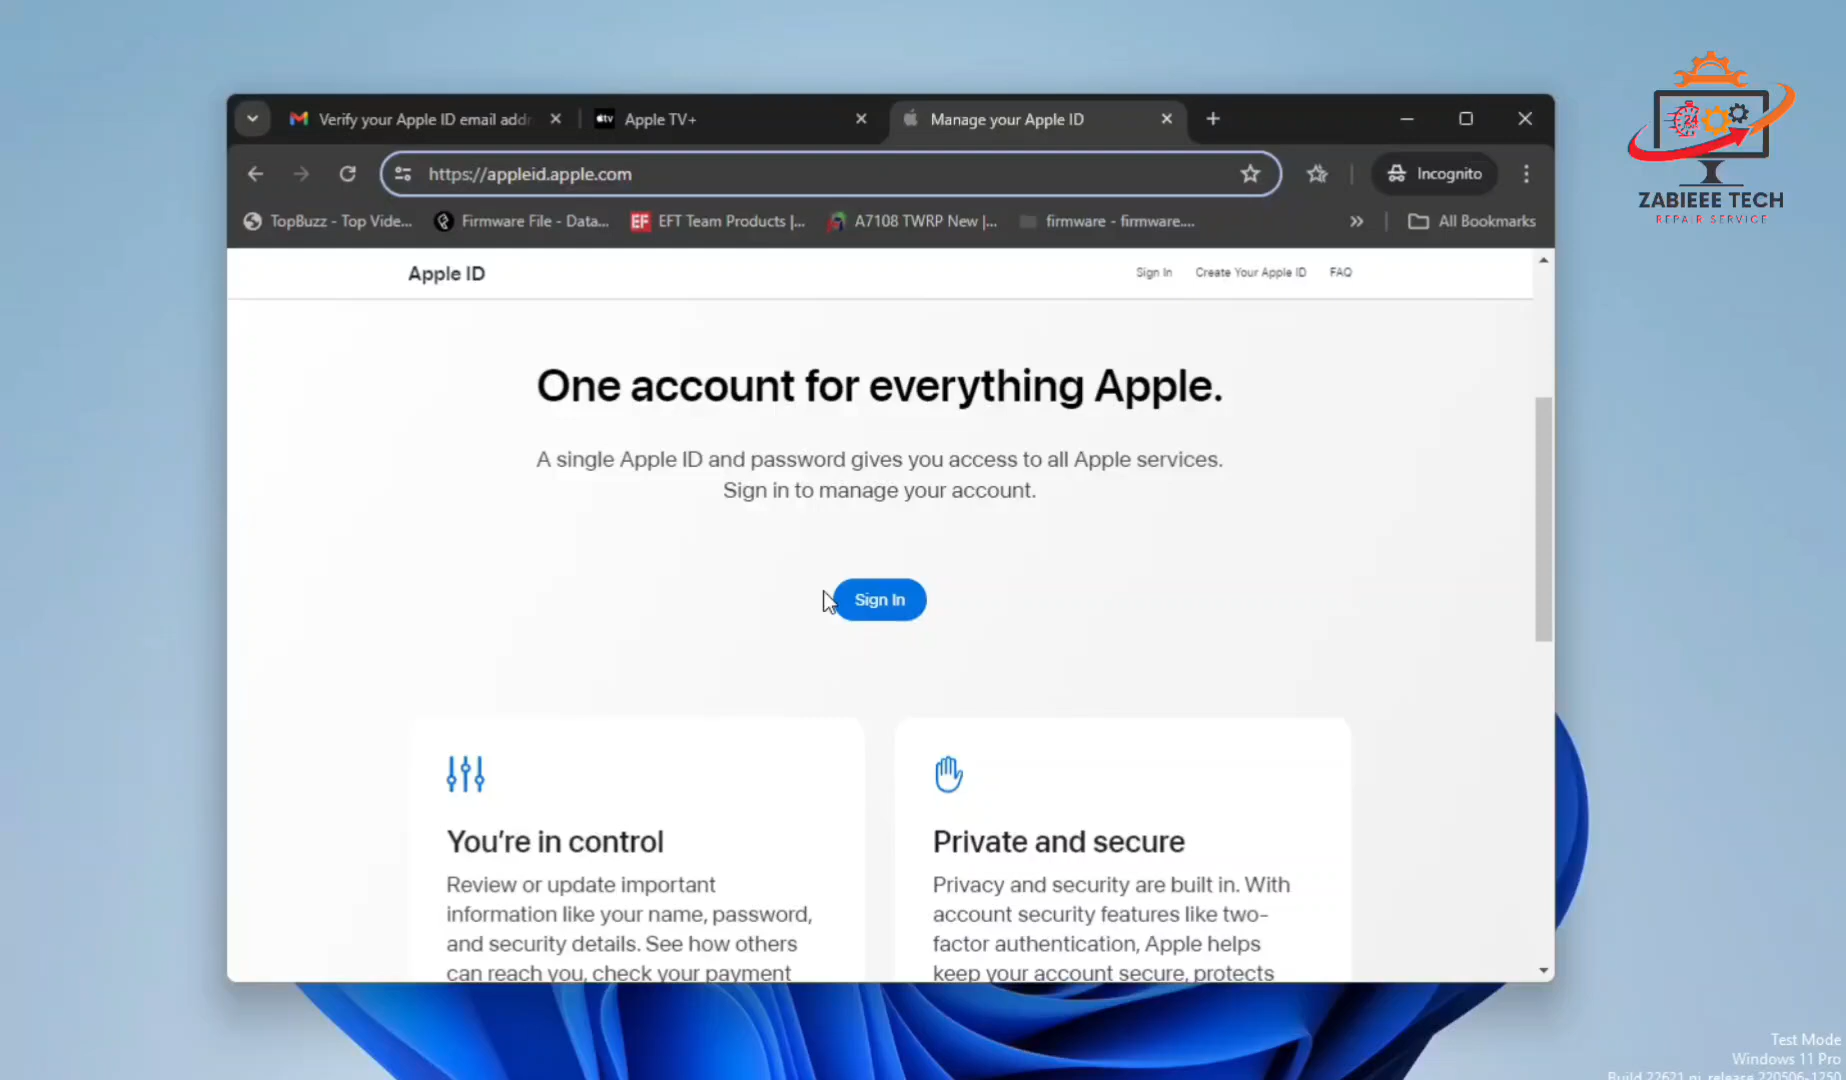 Verify your Apple ID email addr
Apple TV+
Manage your Apple ID
https://appleid.apple.com
Incognito
TopBuzz - Top Vide...
Firmware File - Data...
EFT Team Products |...
A7108 TWRP New |...
firmware - firmware....
All Bookmarks
Apple ID
Sign In
Create Your Apple ID
FAQ
One account for everything Apple.
A single Apple ID and password gives you access to all Apple services.
Sign in to manage your account.
Sign In
You're in control
Review or update important
information like your name, password,
and security details. See how others
can reach you, check your payment
Private and secure
Privacy and security are built in. With
account security features like two-
factor authentication, Apple helps
keep your account secure, protects
24
ZABIEEE TECH
REPAIR SERVICE
Test Mode
Windows 11 Pro
Build 22621.ni_release.220506-1250